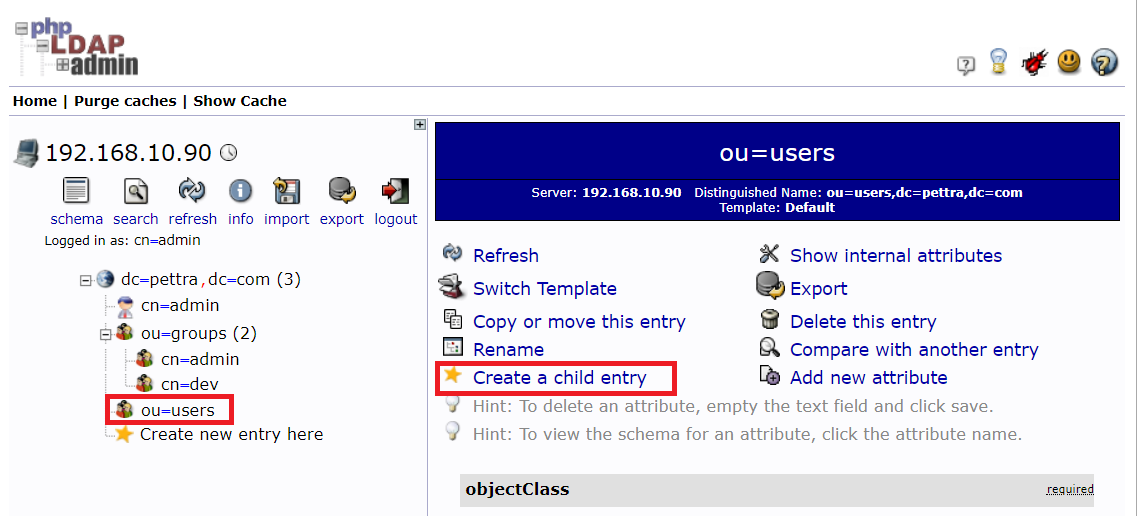 php
LDAP
admin
Home | Purge caches | Show Cache
192.168.10.90
schema search refresh info import export logout
Logged in as: cn=admin
dc=pettra,dc=com (3)
cn=admin
ou=groups (2)
cn=admin
cn=dev
ou=users
Create new entry here
ou=users
Server: 192.168.10.90 Distinguished Name: ou=users,dc=pettra,dc=com
Template: Default
Refresh Show internal attributes
Switch Template Export
Copy or move this entry Delete this entry
Rename Compare with another entry
Create a child entry Add new attribute
Hint: To delete an attribute, empty the text field and click save.
Hint: To view the schema for an attribute, click the attribute name.
objectClass required